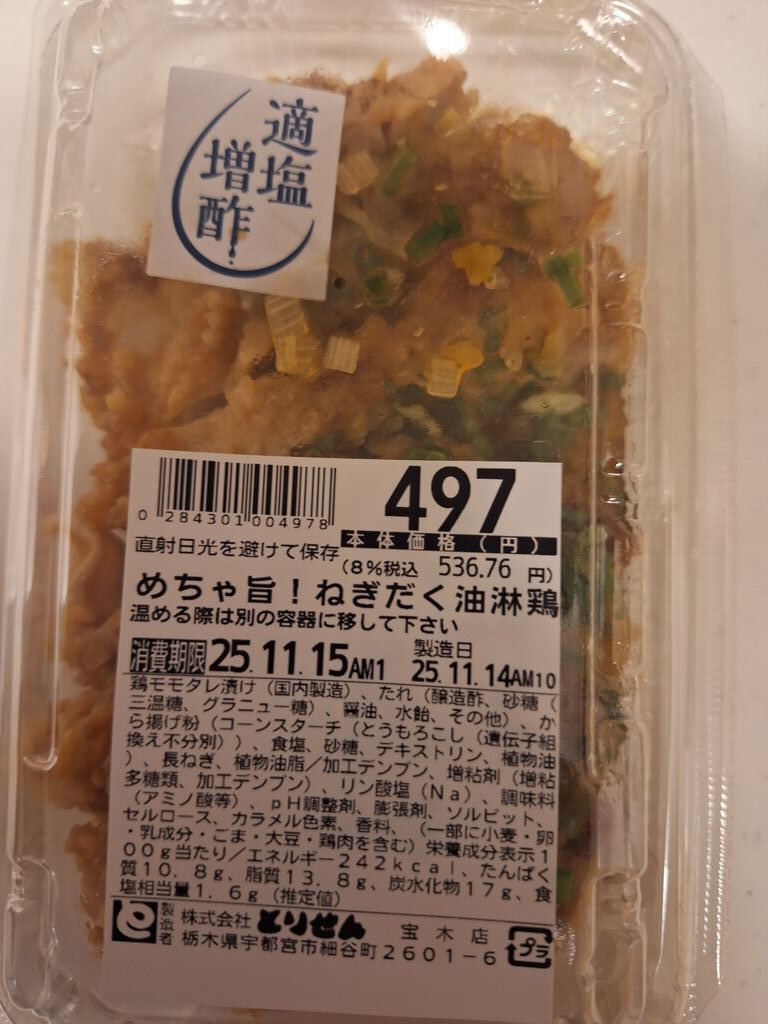 適塩
増酢
0 284301 004978
497
本体価格(円)
直射日光を避けて保存
(8%税込 536.76 円)
めちゃ旨!ねぎだく油淋鶏
温める際は別の容器に移して下さい
消費期限 25.11.15AM1
製造日
25.11.14AM10
鶏モモタレ漬け(国内製造)、たれ(醸造酢、砂糖(
三温糖、グラニュー糖)、醤油、水飴、その他)、か
ら揚げ粉(コーンスターチ(とうもろこし(遺伝子組
換え不分別))、食塩、砂糖、デキストリン、植物油
)、長ねぎ、植物油脂/加工デンプン、増粘剤(増粘
多糖類、加工デンプン)、リン酸塩(Na)、調味料
(アミノ酸等)、pH調整剤、膨張剤、ソルビット、
セルロース、カラメル色素、香料、(一部に小麦・卵
・乳成分・ごま・大豆・鶏肉を含む)栄養成分表示1
00g当たり/エネルギー242kcal、たんぱく
質10.8g、脂質13.8g、炭水化物17g、食
塩相当量1.6g(推定値)
製造者 株式会社 とりせん 宝木店
栃木県宇都宮市細谷町2601-6
プラ